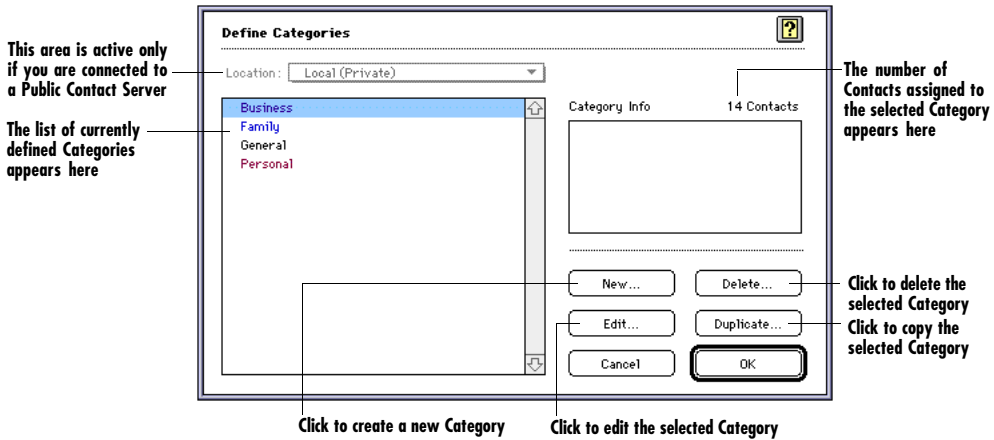 Define Categories
?
This area is active only
if you are connected to
a Public Contact Server
Location: Local (Private)
The number of
Contacts assigned to
the selected Category
appears here
The list of currently
defined Categories
appears here
Business
Family
General
Personal
Category Info 14 Contacts
New...
Delete...
Edit...
Duplicate...
Cancel
OK
Click to delete the
selected Category
Click to copy the
selected Category
Click to create a new Category
Click to edit the selected Category